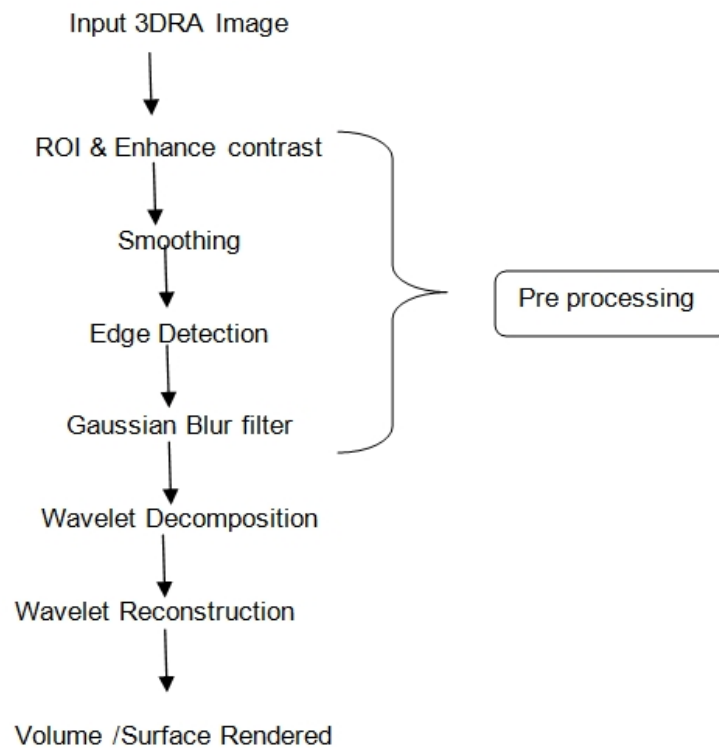 Input 3DRA Image
ROI & Enhance contrast
Smoothing
Edge Detection
Gaussian Blur filter
Wavelet Decomposition
Wavelet Reconstruction
Volume /Surface Rendered
Pre processing